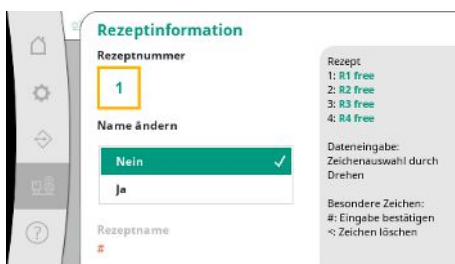 Rezeptinformation
Rezeptnummer
1
Name ändern
Nein
Ja
Rezeptname
#
Rezept
1: R1 free
2: R2 free
3: R3 free
4: R4 free
Dateneingabe:
Zeichenauswahl durch
Drehen
Besondere Zeichen:
#: Eingabe bestätigen
<: Zeichen löschen